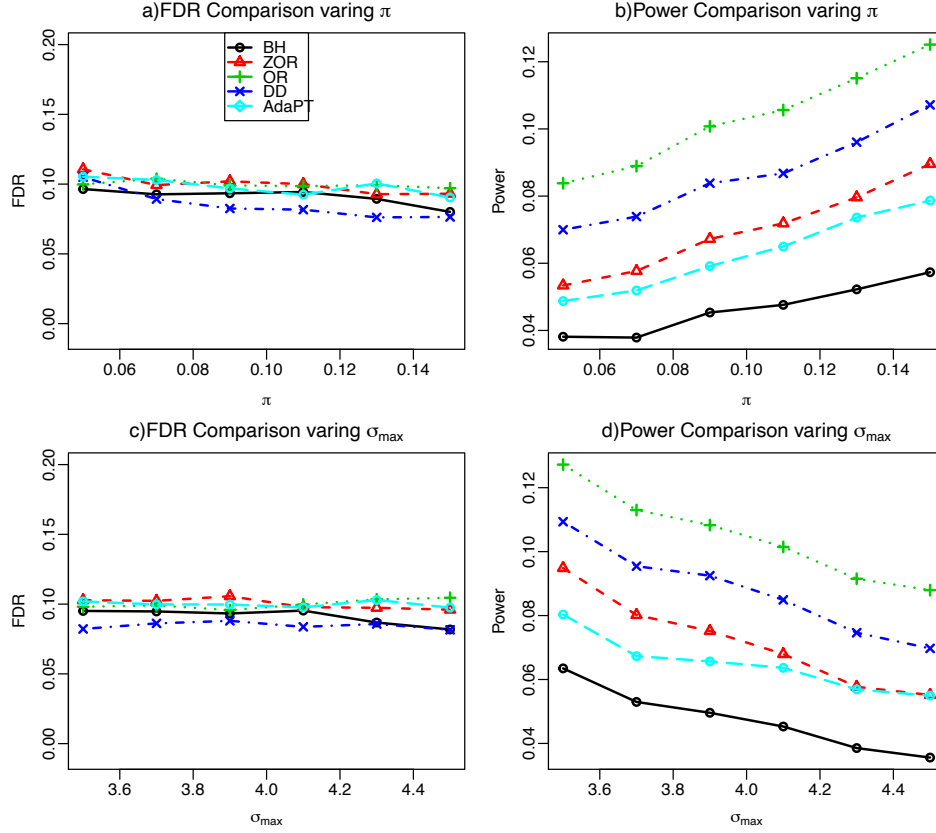 a)FDR Comparison varing π
FDR
0.00 0.05 0.10 0.15 0.20
BH
ZOR
OR
DD
AdaPT
0.06 0.08 0.10 0.12 0.14
π
b)Power Comparison varing π
Power
0.04 0.06 0.08 0.10 0.12
0.06 0.08 0.10 0.12 0.14
π
c)FDR Comparison varing σmax
FDR
0.00 0.05 0.10 0.15 0.20
3.6 3.8 4.0 4.2 4.4
σmax
d)Power Comparison varing σmax
Power
0.04 0.06 0.08 0.10 0.12
3.6 3.8 4.0 4.2 4.4
σmax